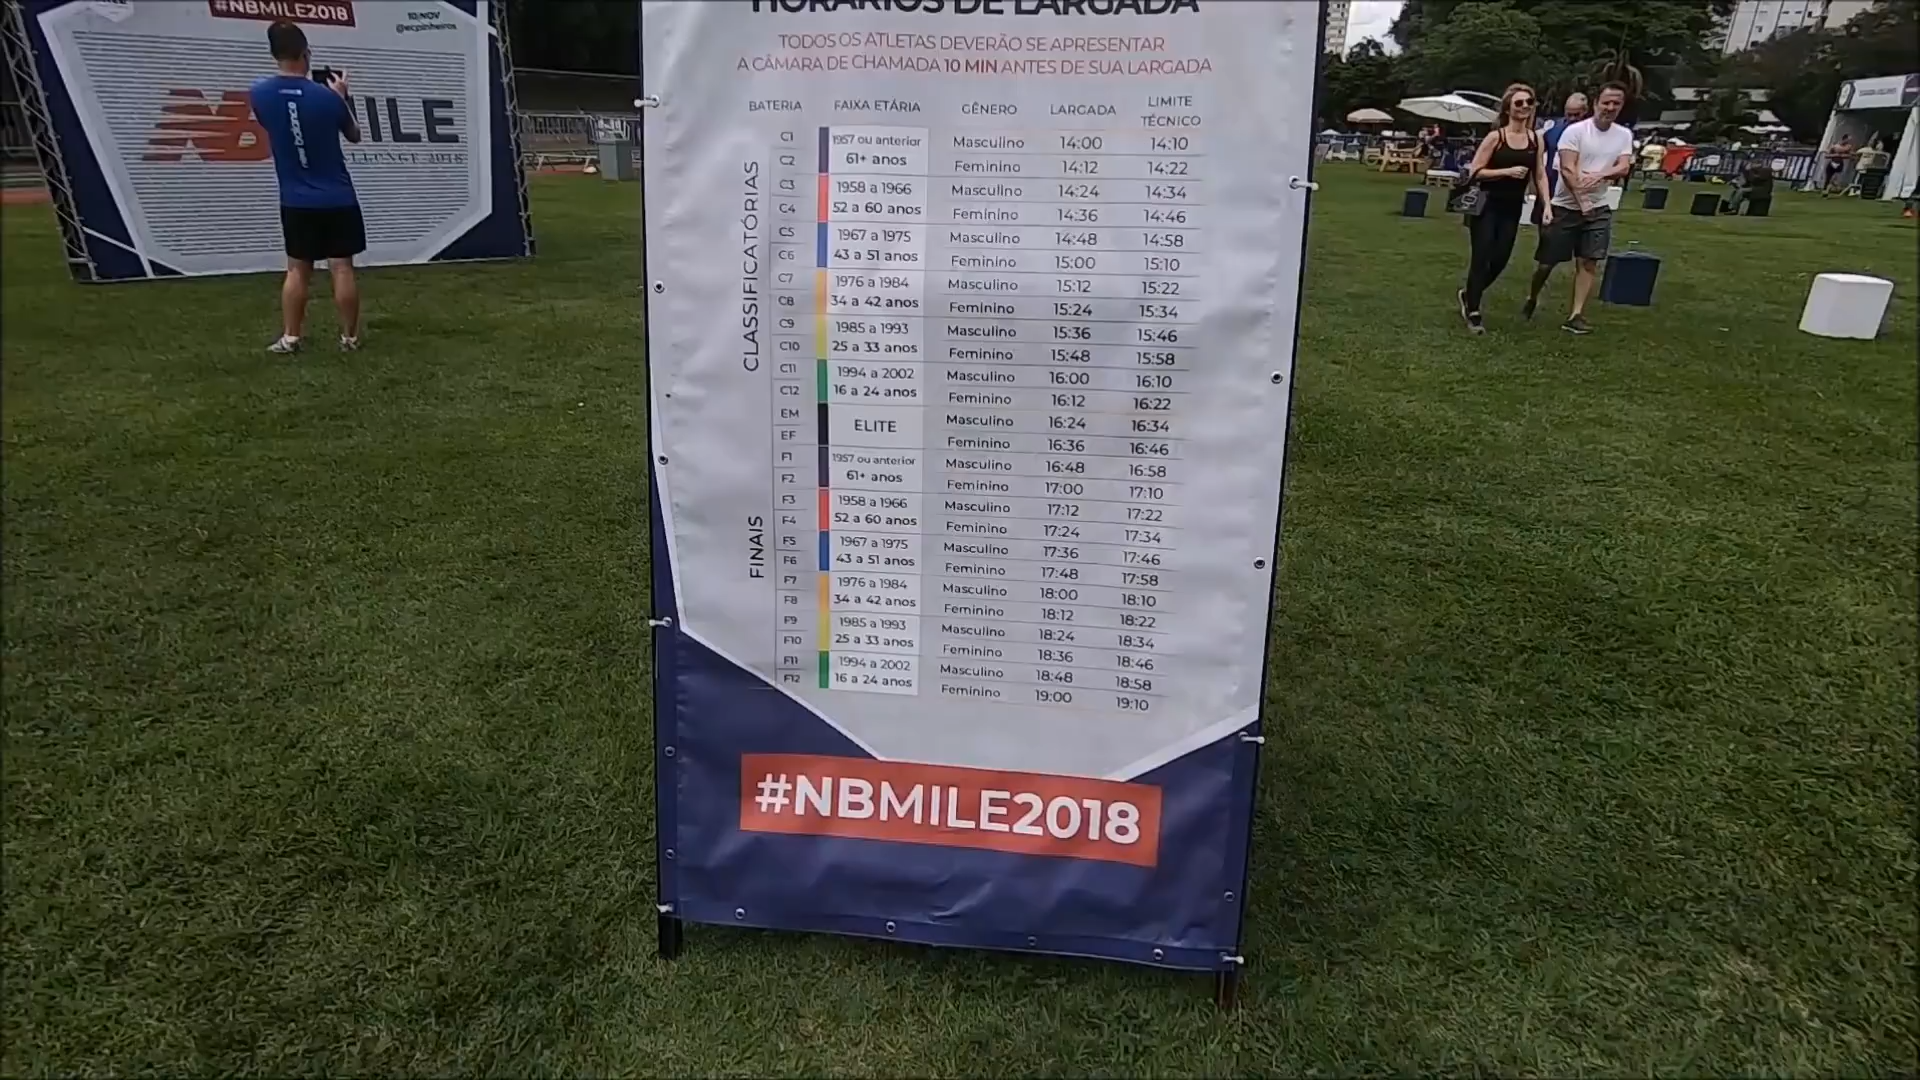 #NBMILE2018
10 NOV
@ecpinheiros
NB MILE
CHALLENGE 2018
new balance
HORÁRIOS DE LARGADA
TODOS OS ATLETAS DEVERÃO SE APRESENTAR
A CÂMARA DE CHAMADA 10 MIN ANTES DE SUA LARGADA
BATERIA FAIXA ETÁRIA GÊNERO LARGADA LIMITE TÉCNICO
CLASSIFICATÓRIAS
C1 1957 ou anterior Masculino 14:00 14:10
C2 61+ anos Feminino 14:12 14:22
C3 1958 a 1966 Masculino 14:24 14:34
C4 52 a 60 anos Feminino 14:36 14:46
C5 1967 a 1975 Masculino 14:48 14:58
C6 43 a 51 anos Feminino 15:00 15:10
C7 1976 a 1984 Masculino 15:12 15:22
C8 34 a 42 anos Feminino 15:24 15:34
C9 1985 a 1993 Masculino 15:36 15:46
C10 25 a 33 anos Feminino 15:48 15:58
C11 1994 a 2002 Masculino 16:00 16:10
C12 16 a 24 anos Feminino 16:12 16:22
EM ELITE Masculino 16:24 16:34
EF Feminino 16:36 16:46
FINAIS
F1 1957 ou anterior Masculino 16:48 16:58
F2 61+ anos Feminino 17:00 17:10
F3 1958 a 1966 Masculino 17:12 17:22
F4 52 a 60 anos Feminino 17:24 17:34
F5 1967 a 1975 Masculino 17:36 17:46
F6 43 a 51 anos Feminino 17:48 17:58
F7 1976 a 1984 Masculino 18:00 18:10
F8 34 a 42 anos Feminino 18:12 18:22
F9 1985 a 1993 Masculino 18:24 18:34
F10 25 a 33 anos Feminino 18:36 18:46
F11 1994 a 2002 Masculino 18:48 18:58
F12 16 a 24 anos Feminino 19:00 19:10
#NBMILE2018